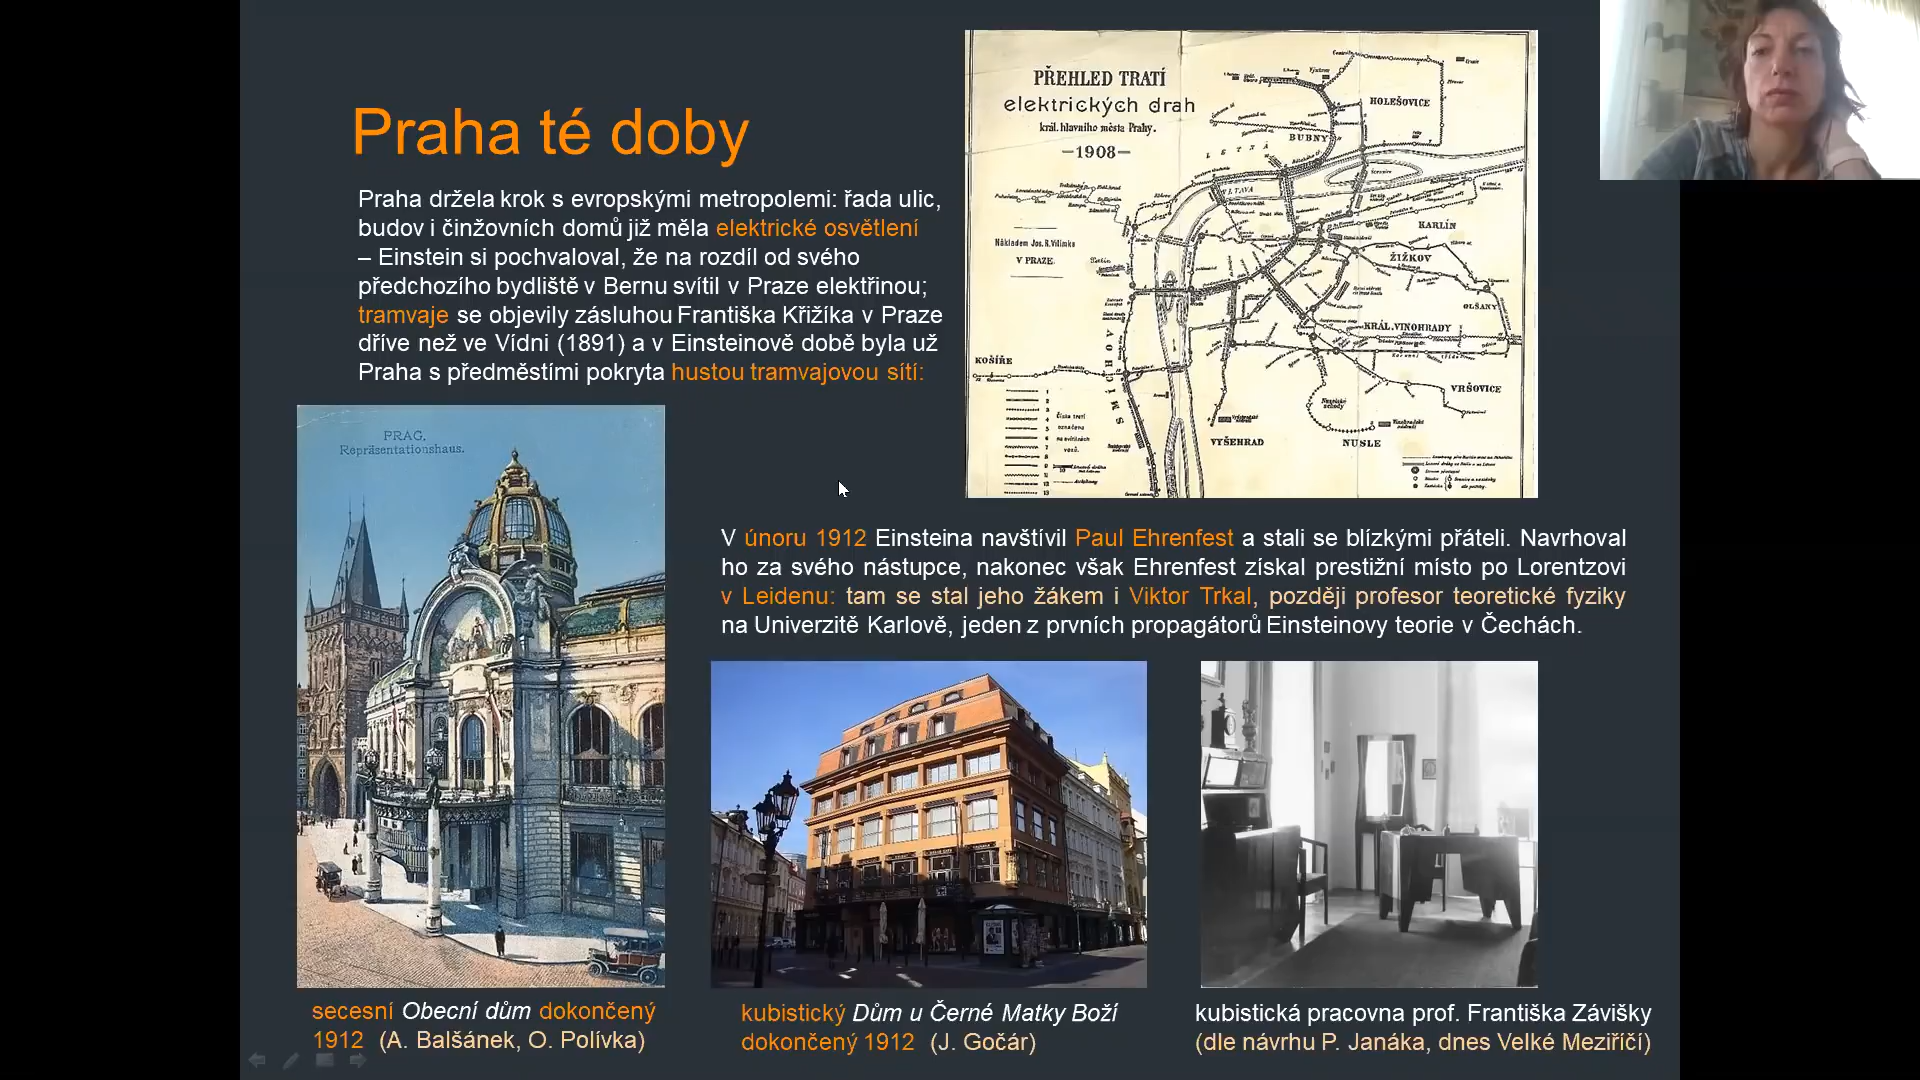 Praha té doby
Praha držela krok s evropskými metropolemi: řada ulic,
budov i činžovních domů již měla elektrické osvětlení
– Einstein si pochvaloval, že na rozdíl od svého
předchozího bydliště v Bernu svítil v Praze elektřinou;
tramvaje se objevily zásluhou Františka Křižíka v Praze
dříve než ve Vídni (1891) a v Einsteinově době byla už
Praha s předměstími pokryta hustou tramvajovou sítí:
PŘEHLED TRATÍ
elektrických drah
král. hlavního města Prahy.
—1908—
HOLEŠOVICE
BUBNY
LETNÁ
VLTAVA
Nákladem Jos. R. Vilímka
V PRAZE.
KARLÍN
ŽIŽKOV
OLŠANY
KRÁL. VINOHRADY
KOŠÍŘE
SMÍCHOV
VRŠOVICE
VYŠEHRAD
NUSLE
Čísla tratí
označena
na svítilnách
vozů.
PRAG.
Repräsentationshaus.
V únoru 1912 Einsteina navštívil Paul Ehrenfest a stali se blízkými přáteli. Navrhoval
ho za svého nástupce, nakonec však Ehrenfest získal prestižní místo po Lorentzovi
v Leidenu: tam se stal jeho žákem i Viktor Trkal, později profesor teoretické fyziky
na Univerzitě Karlově, jeden z prvních propagátorů Einsteinovy teorie v Čechách.
secesní Obecní dům dokončený
1912 (A. Balšánek, O. Polívka)
kubistický Dům u Černé Matky Boží
dokončený 1912 (J. Gočár)
kubistická pracovna prof. Františka Závišky
(dle návrhu P. Janáka, dnes Velké Meziříčí)